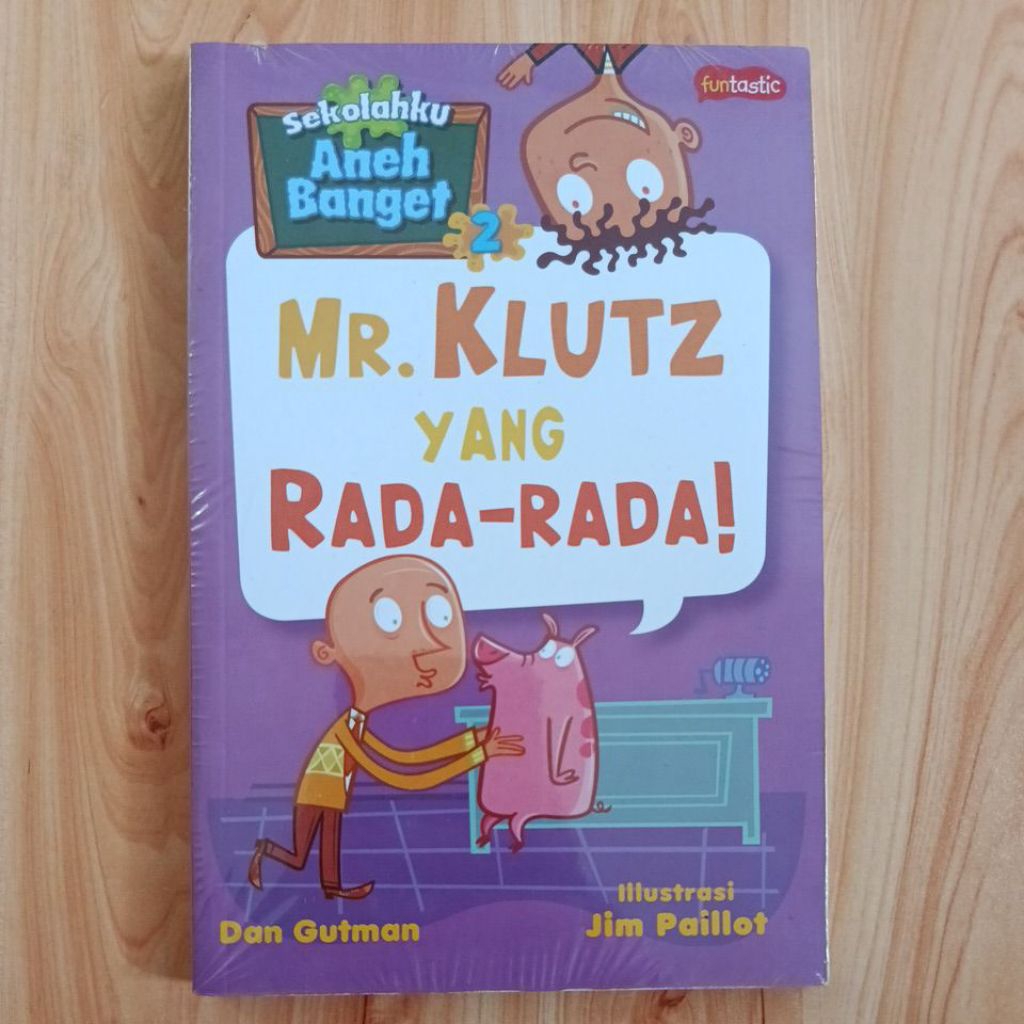 funtastic
Sekolahku
Aneh
Banget
2
MR. KLUTZ
YANG
RADA-RADA!
Dan Gutman
Illustrasi
Jim Paillot